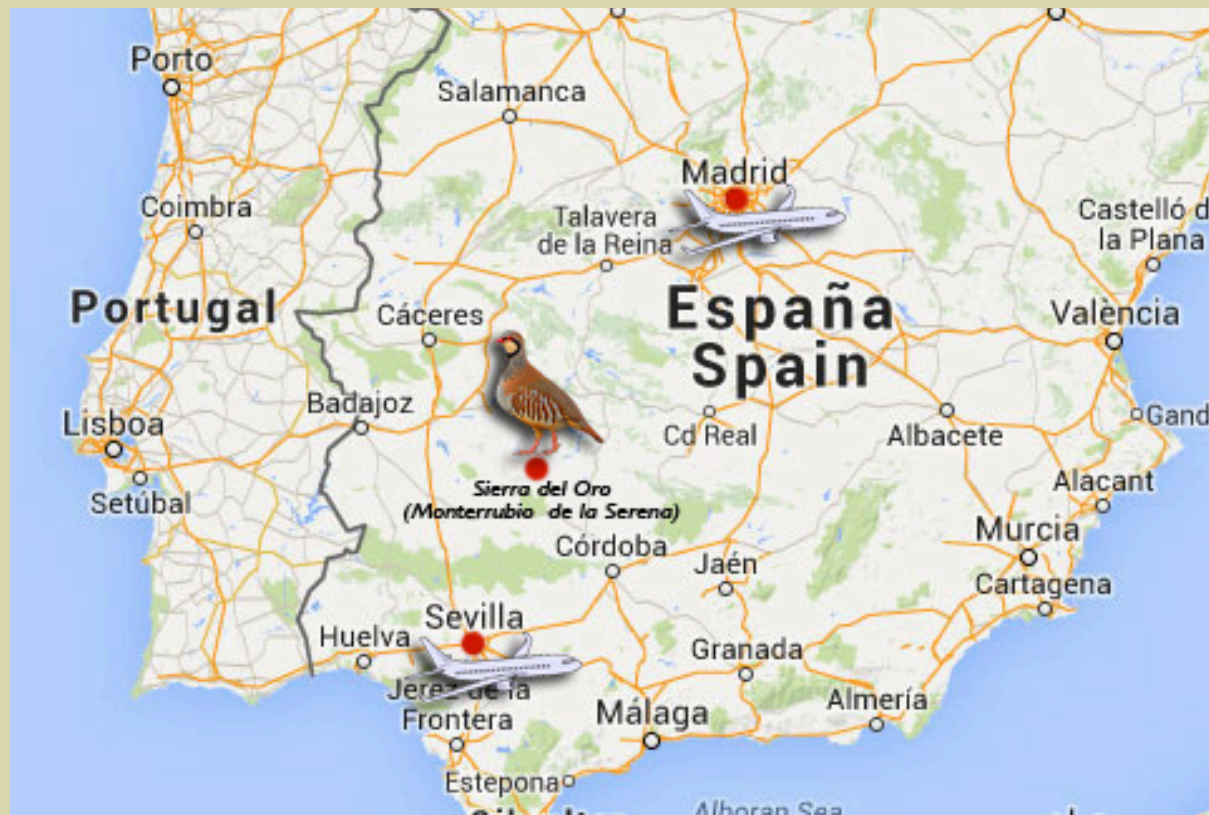 Porto
Salamanca
Madrid
Coimbra
Talavera
de la Reina
Castelló d
la Plana
Portugal
España
Spain
Cáceres
València
Badajoz
Lisboa
Cd Real
Albacete
Gand
Setúbal
Sierra del Oro
(Monterrubio de la Serena)
Alacant
Murcia
Córdoba
Jaén
Cartagena
Sevilla
Huelva
Granada
Jerez de la
Frontera
Málaga
Almería
Estepona
Alboran Sea